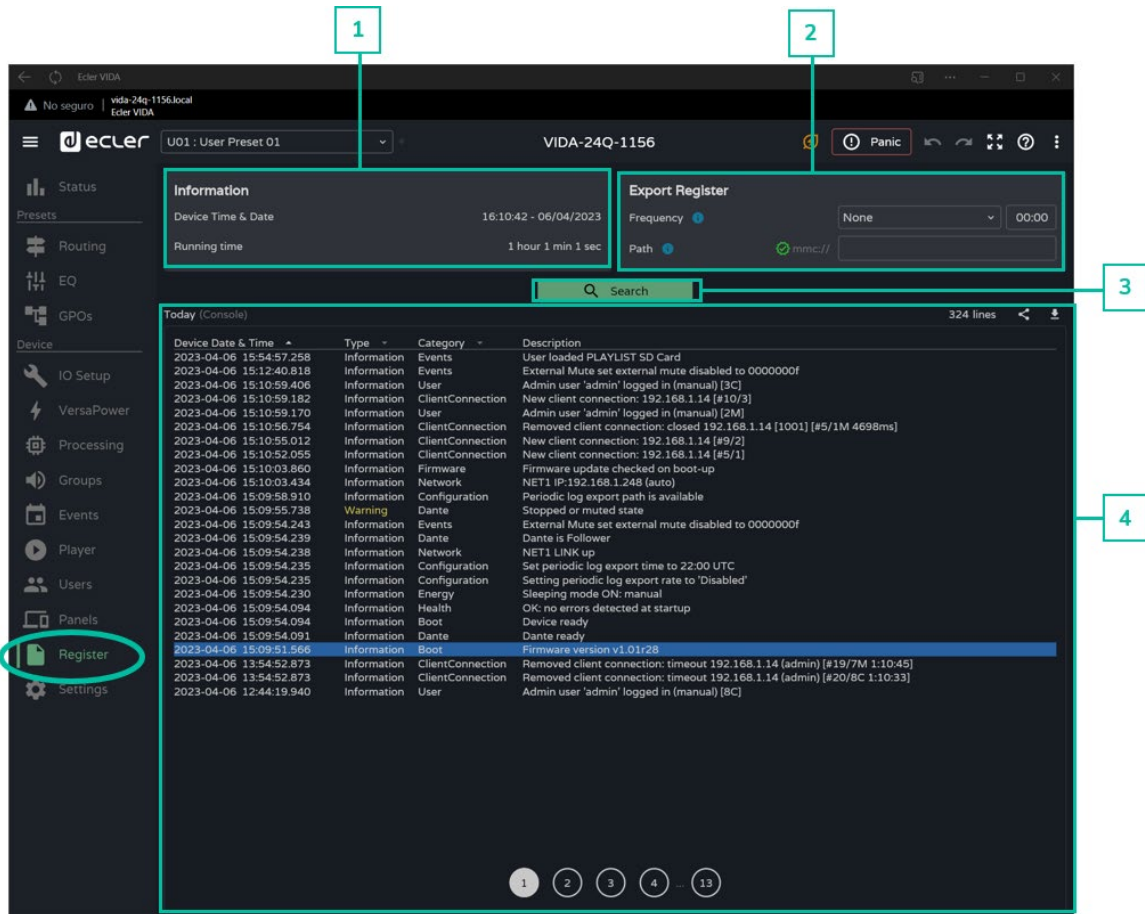 1
2
Ecler VIDA
No seguro | vida-24q-1156.local
Ecler VIDA
ecler
U01 : User Preset 01
VIDA-24Q-1156
Panic
Status
Presets
Routing
EQ
GPOs
Device
IO Setup
VersaPower
Processing
Groups
Events
Player
Users
Panels
Register
Settings
Information
Device Time & Date 16:10:42 - 06/04/2023
Running time 1 hour 1 min 1 sec
Export Register
Frequency None 00:00
Path mmc://
Search
3
Today (Console) 324 lines
Device Date & Time Type Category Description
2023-04-06 15:54:57.258 Information Events User loaded PLAYLIST SD Card
2023-04-06 15:12:40.818 Information Events External Mute set external mute disabled to 0000000f
2023-04-06 15:10:59.406 Information User Admin user 'admin' logged in (manual) [3C]
2023-04-06 15:10:59.182 Information ClientConnection New client connection: 192.168.1.14 [#10/3]
2023-04-06 15:10:59.170 Information User Admin user 'admin' logged in (manual) [2M]
2023-04-06 15:10:56.754 Information ClientConnection Removed client connection: closed 192.168.1.14 [1001] [#5/1M 4698ms]
2023-04-06 15:10:55.012 Information ClientConnection New client connection: 192.168.1.14 [#9/2]
2023-04-06 15:10:52.055 Information ClientConnection New client connection: 192.168.1.14 [#5/1]
2023-04-06 15:10:03.860 Information Firmware Firmware update checked on boot-up
2023-04-06 15:10:03.434 Information Network NET1 IP:192.168.1.248 (auto)
2023-04-06 15:09:58.910 Information Configuration Periodic log export path is available
2023-04-06 15:09:55.738 Warning Dante Stopped or muted state
2023-04-06 15:09:54.243 Information Events External Mute set external mute disabled to 0000000f
2023-04-06 15:09:54.239 Information Dante Dante is Follower
2023-04-06 15:09:54.238 Information Network NET1 LINK up
2023-04-06 15:09:54.235 Information Configuration Set periodic log export time to 22:00 UTC
2023-04-06 15:09:54.235 Information Configuration Setting periodic log export rate to 'Disabled'
2023-04-06 15:09:54.230 Information Energy Sleeping mode ON: manual
2023-04-06 15:09:54.094 Information Health OK: no errors detected at startup
2023-04-06 15:09:54.094 Information Boot Device ready
2023-04-06 15:09:54.091 Information Dante Dante ready
2023-04-06 15:09:51.566 Information Boot Firmware version v1.01r28
2023-04-06 13:54:52.873 Information ClientConnection Removed client connection: timeout 192.168.1.14 (admin) [#19/7M 1:10:45]
2023-04-06 13:54:52.873 Information ClientConnection Removed client connection: timeout 192.168.1.14 (admin) [#20/8C 1:10:33]
2023-04-06 12:44:19.940 Information User Admin user 'admin' logged in (manual) [8C]
4
1 2 3 4 ... 13